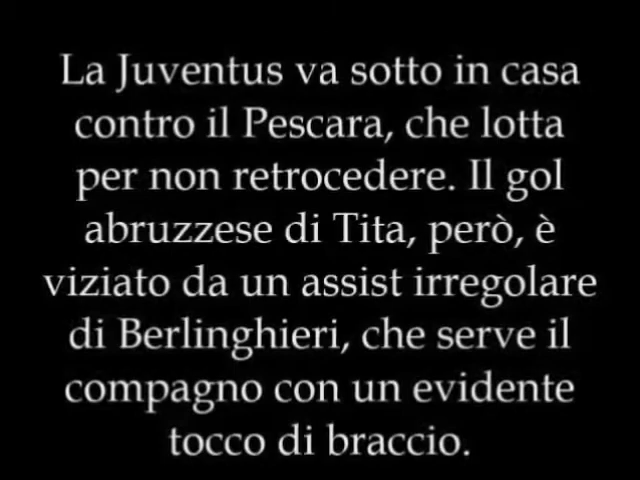 La Juventus va sotto in casa
contro il Pescara, che lotta
per non retrocedere. Il gol
abruzzese di Tita, però, è
viziato da un assist irregolare
di Berlinghieri, che serve il
compagno con un evidente
tocco di braccio.